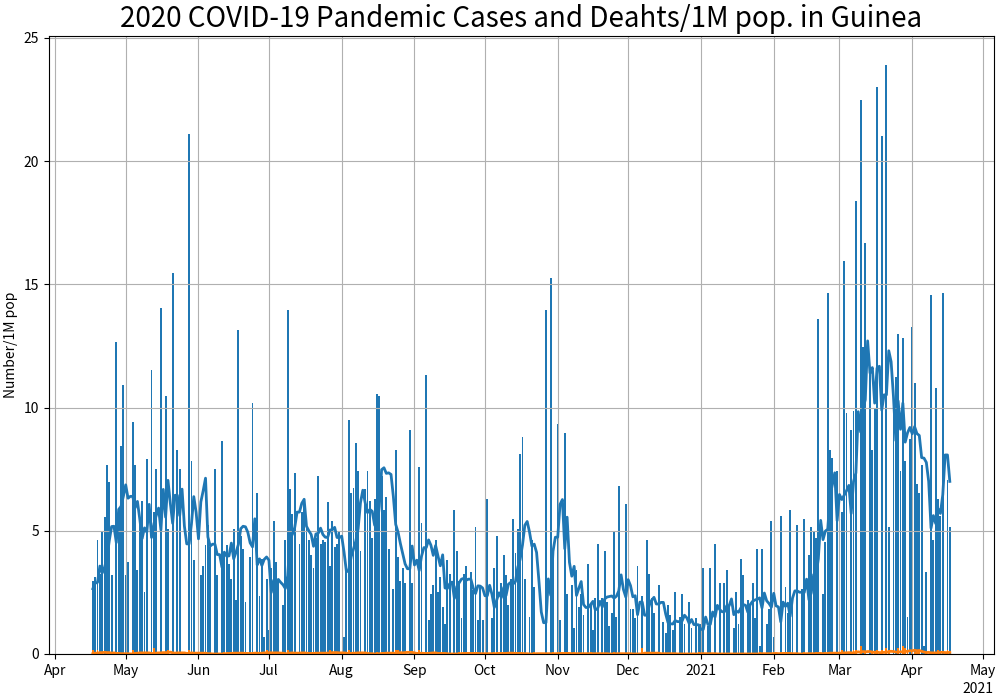 2020 COVID-19 Pandemic Cases and Deahts/1M pop. in Guinea
Number/1M pop
25
20
15
10
5
0
Apr May Jun Jul Aug Sep Oct Nov Dec 2021 Feb Mar Apr May
2021